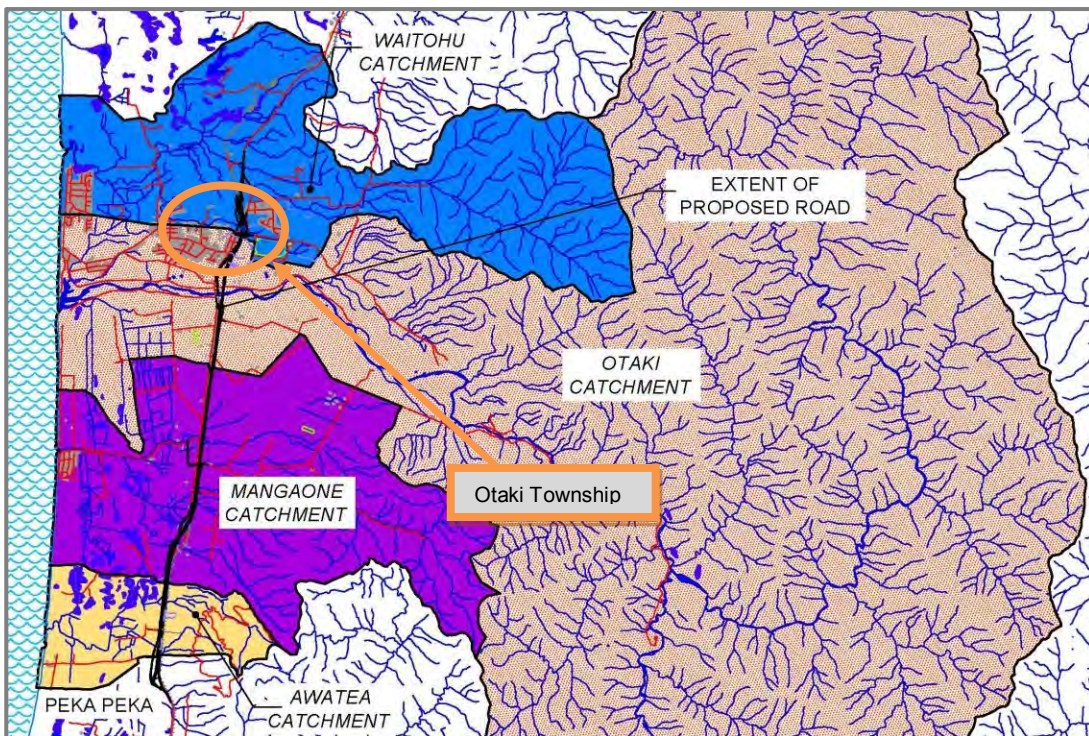 WAITOHU
CATCHMENT
EXTENT OF
PROPOSED ROAD
OTAKI
CATCHMENT
MANGAONE
CATCHMENT
Otaki Township
AWATEA
CATCHMENT
PEKA PEKA